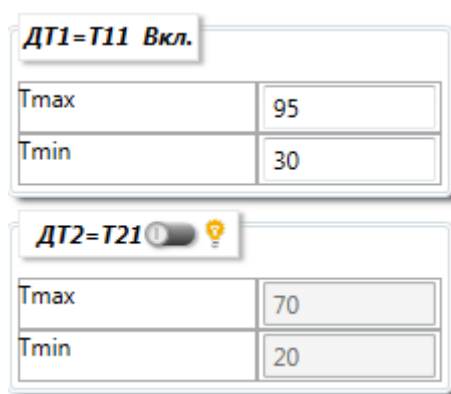 ДТ1=Т11 Вкл.
Tmax 95
Tmin 30
ДТ2=Т21
Tmax 70
Tmin 20